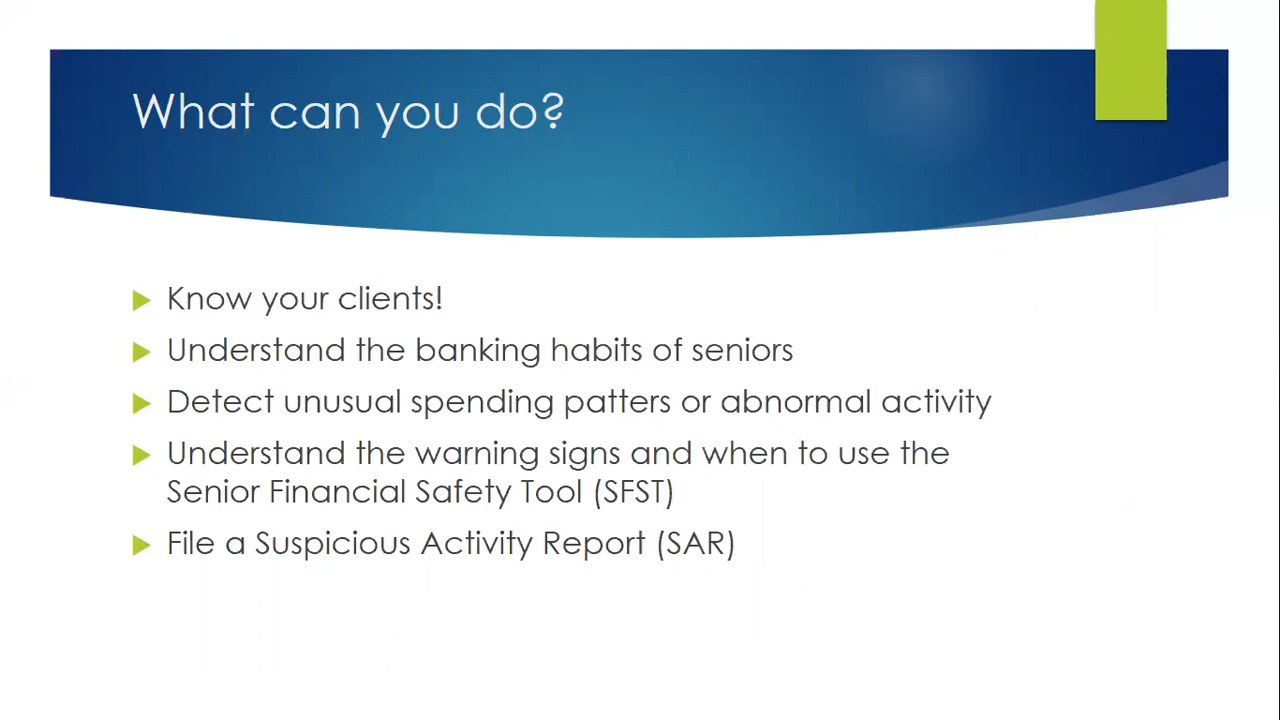 What can you do?
Know your clients!
Understand the banking habits of seniors
Detect unusual spending patters or abnormal activity
Understand the warning signs and when to use the
Senior Financial Safety Tool (SFST)
File a Suspicious Activity Report (SAR)